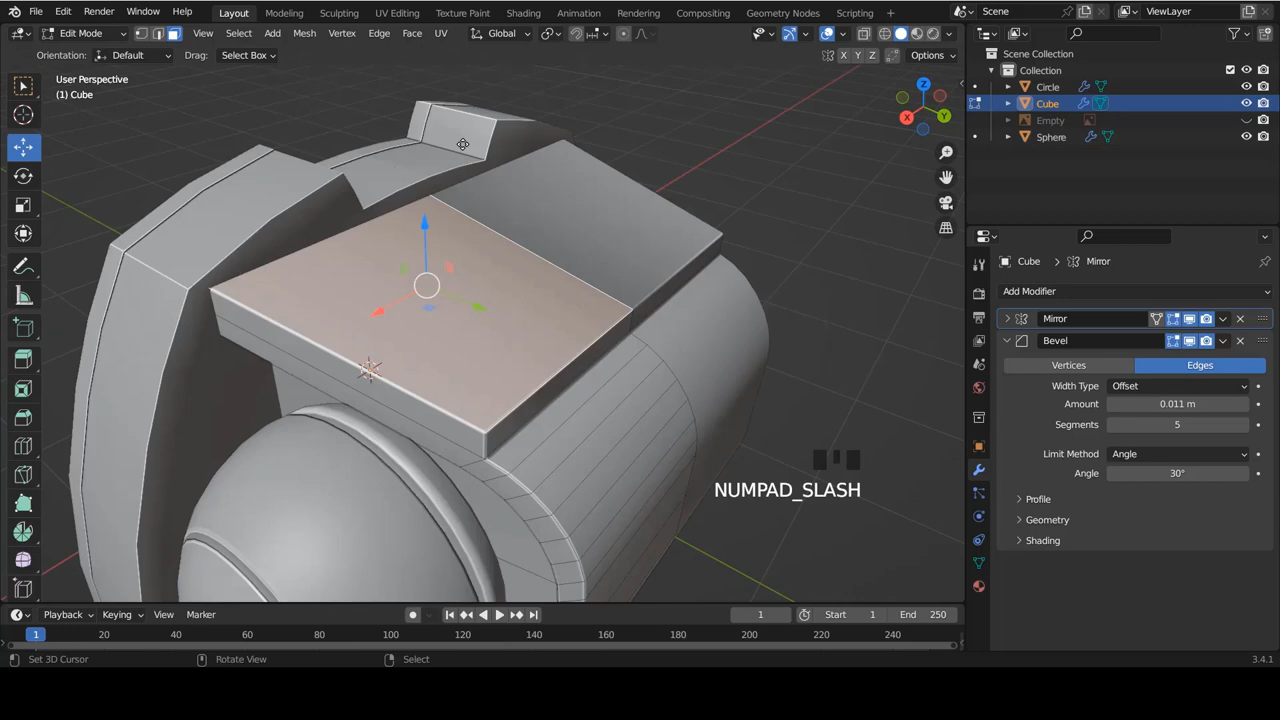 File Edit Render Window Help Layout Modeling Sculpting UV Editing Texture Paint Shading Animation Rendering Compositing Geometry Nodes Scripting Scene ViewLayer
Edit Mode View Select Add Mesh Vertex Edge Face UV Global
Orientation: Default Drag: Select Box X Y Z Options
User Perspective
(1) Cube
Z
Y
X
NUMPAD_SLASH
Scene Collection
Collection
Circle
Cube
Empty
Sphere
Cube > Mirror
Add Modifier
Mirror
Bevel
Vertices Edges
Width Type Offset
Amount 0.011 m
Segments 5
Limit Method Angle
Angle 30°
Profile
Geometry
Shading
Playback Keying View Marker 1 Start 1 End 250
1 20 40 60 80 100 120 140 160 180 200 220 240
Set 3D Cursor Rotate View Select 3.4.1